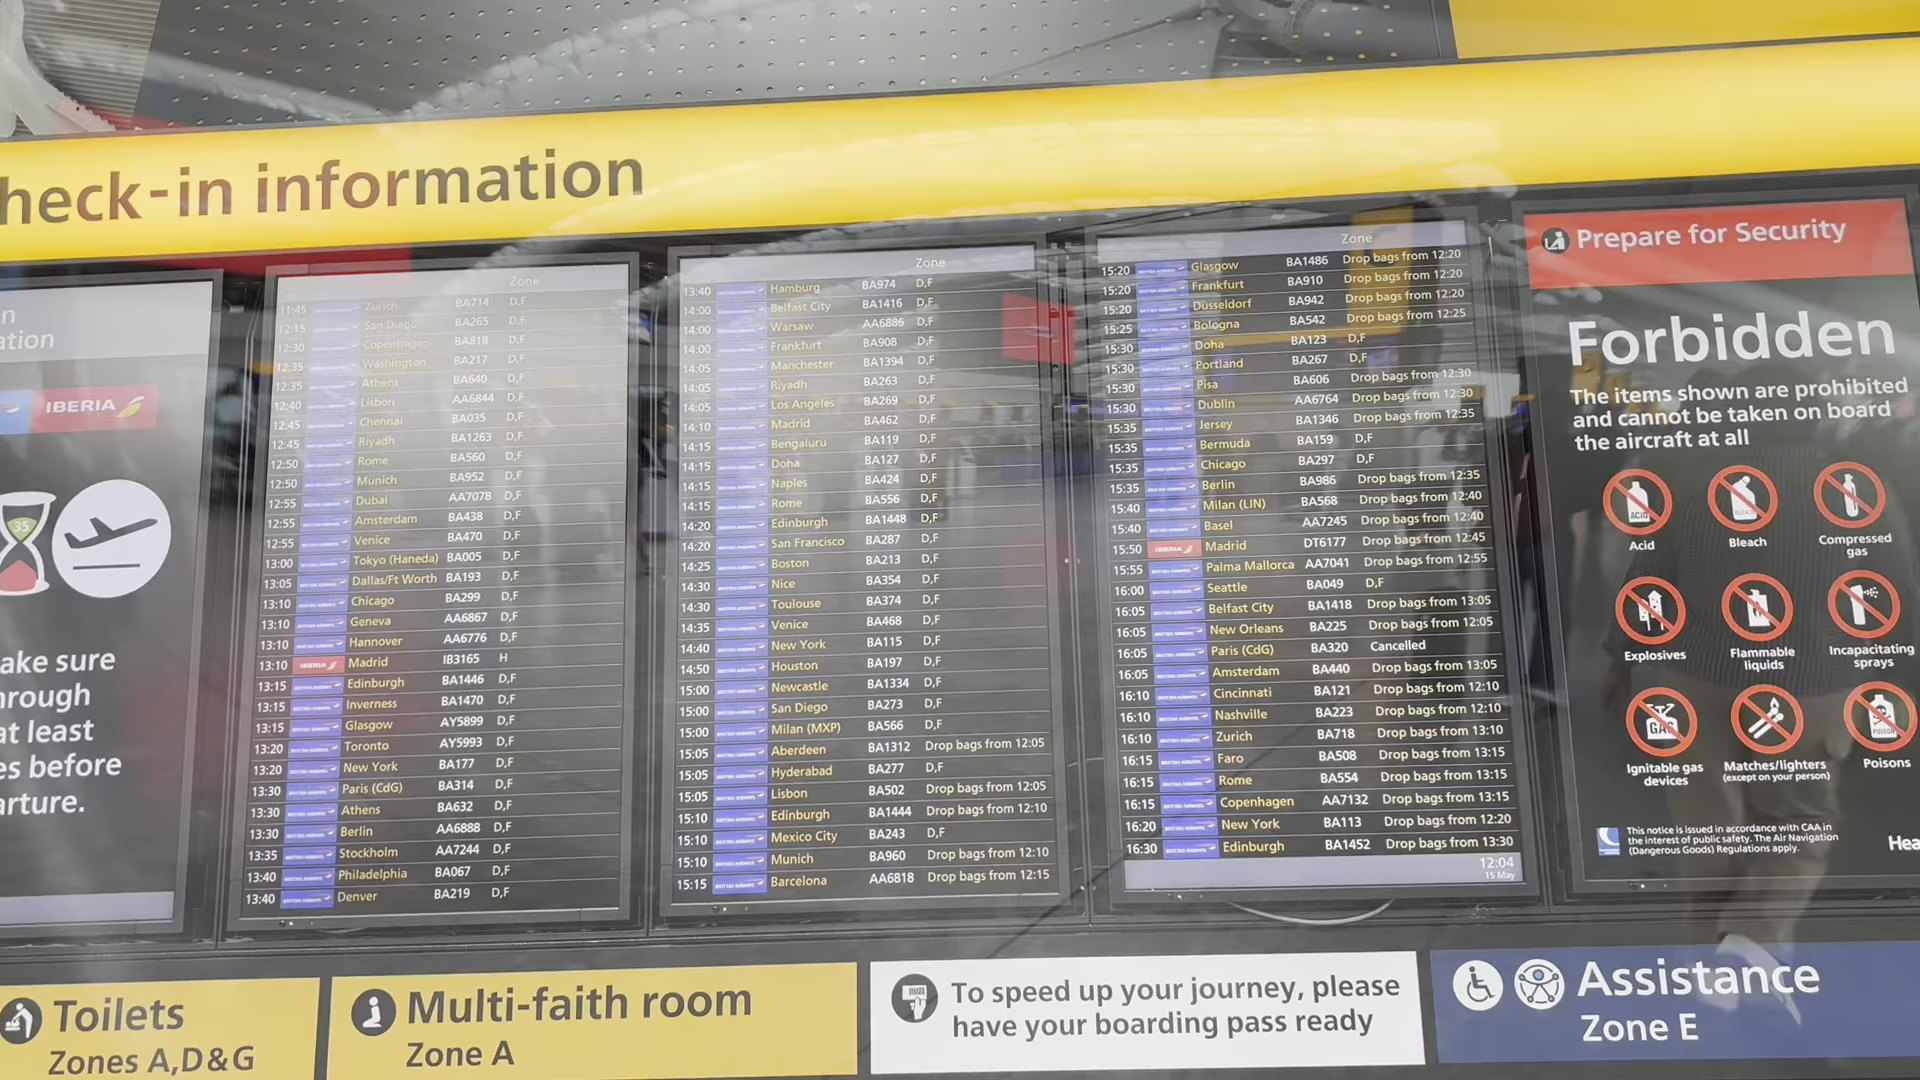 heck-in information
n
ation
IBERIA
35
ake sure
hrough
at least
es before
arture.
Zone
11:45 Zurich BA714 D,F
12:15 San Diego BA265 D,F
12:30 Copenhagen BA818 D,F
12:35 Washington BA217 D,F
12:35 Athens BA640 D,F
12:40 Lisbon AA6844 D,F
12:45 Chennai BA035 D,F
12:45 Riyadh BA1263 D,F
12:50 Rome BA560 D,F
12:50 Munich BA952 D,F
12:55 Dubai AA7078 D,F
12:55 Amsterdam BA438 D,F
12:55 Venice BA470 D,F
13:00 Tokyo (Haneda) BA005 D,F
13:05 Dallas/Ft Worth BA193 D,F
13:10 Chicago BA299 D,F
13:10 Geneva AA6867 D,F
13:10 Hannover AA6776 D,F
13:10 IBERIA Madrid IB3165 H
13:15 Edinburgh BA1446 D,F
13:15 Inverness BA1470 D,F
13:15 Glasgow AY5899 D,F
13:20 Toronto AY5993 D,F
13:20 New York BA177 D,F
13:30 Paris (CdG) BA314 D,F
13:30 Athens BA632 D,F
13:30 Berlin AA6888 D,F
13:35 Stockholm AA7244 D,F
13:40 Philadelphia BA067 D,F
13:40 Denver BA219 D,F
Zone
13:40 Hamburg BA974 D,F
14:00 Belfast City BA1416 D,F
14:00 Warsaw AA6886 D,F
14:00 Frankfurt BA908 D,F
14:05 Manchester BA1394 D,F
14:05 Riyadh BA263 D,F
14:05 Los Angeles BA269 D,F
14:10 Madrid BA462 D,F
14:15 Bengaluru BA119 D,F
14:15 Doha BA127 D,F
14:15 Naples BA424 D,F
14:15 Rome BA556 D,F
14:20 Edinburgh BA1448 D,F
14:20 San Francisco BA287 D,F
14:25 Boston BA213 D,F
14:30 Nice BA354 D,F
14:30 Toulouse BA374 D,F
14:35 Venice BA468 D,F
14:40 New York BA115 D,F
14:50 Houston BA197 D,F
15:00 Newcastle BA1334 D,F
15:00 San Diego BA273 D,F
15:00 Milan (MXP) BA566 D,F
15:05 Aberdeen BA1312 Drop bags from 12:05
15:05 Hyderabad BA277 D,F
15:05 Lisbon BA502 Drop bags from 12:05
15:10 Edinburgh BA1444 Drop bags from 12:10
15:10 Mexico City BA243 D,F
15:10 Munich BA960 Drop bags from 12:10
15:15 Barcelona AA6818 Drop bags from 12:15
Zone
15:20 Glasgow BA1486 Drop bags from 12:20
15:20 Frankfurt BA910 Drop bags from 12:20
15:20 Düsseldorf BA942 Drop bags from 12:20
15:25 Bologna BA542 Drop bags from 12:25
15:30 Doha BA123 D,F
15:30 Portland BA267 D,F
15:30 Pisa BA606 Drop bags from 12:30
15:30 Dublin AA6764 Drop bags from 12:30
15:35 Jersey BA1346 Drop bags from 12:35
15:35 Bermuda BA159 D,F
15:35 Chicago BA297 D,F
15:35 Berlin BA986 Drop bags from 12:35
15:40 Milan (LIN) BA568 Drop bags from 12:40
15:40 Basel AA7245 Drop bags from 12:40
15:50 IBERIA Madrid DT6177 Drop bags from 12:45
15:55 Palma Mallorca AA7041 Drop bags from 12:55
16:00 Seattle BA049 D,F
16:05 Belfast City BA1418 Drop bags from 13:05
16:05 New Orleans BA225 Drop bags from 12:05
16:05 Paris (CdG) BA320 Cancelled
16:05 Amsterdam BA440 Drop bags from 13:05
16:10 Cincinnati BA121 Drop bags from 12:10
16:10 Nashville BA223 Drop bags from 12:10
16:10 Zurich BA718 Drop bags from 13:10
16:15 Faro BA508 Drop bags from 13:15
16:15 Rome BA554 Drop bags from 13:15
16:15 Copenhagen AA7132 Drop bags from 13:15
16:20 New York BA113 Drop bags from 12:20
16:30 Edinburgh BA1452 Drop bags from 13:30
12:04
15 May
Prepare for Security
Forbidden
The items shown are prohibited
and cannot be taken on board
the aircraft at all
ACID
BLEACH
Acid
Bleach
Compressed
gas
Explosives
Flammable
liquids
Incapacitating
sprays
GAS
POISON
Ignitable gas
devices
Matches/lighters
(except on your person)
Poisons
This notice is issued in accordance with CAA in
the interest of public safety. The Air Navigation
(Dangerous Goods) Regulations apply.
Hea
Toilets
Zones A,D&G
Multi-faith room
Zone A
To speed up your journey, please
have your boarding pass ready
Assistance
Zone E